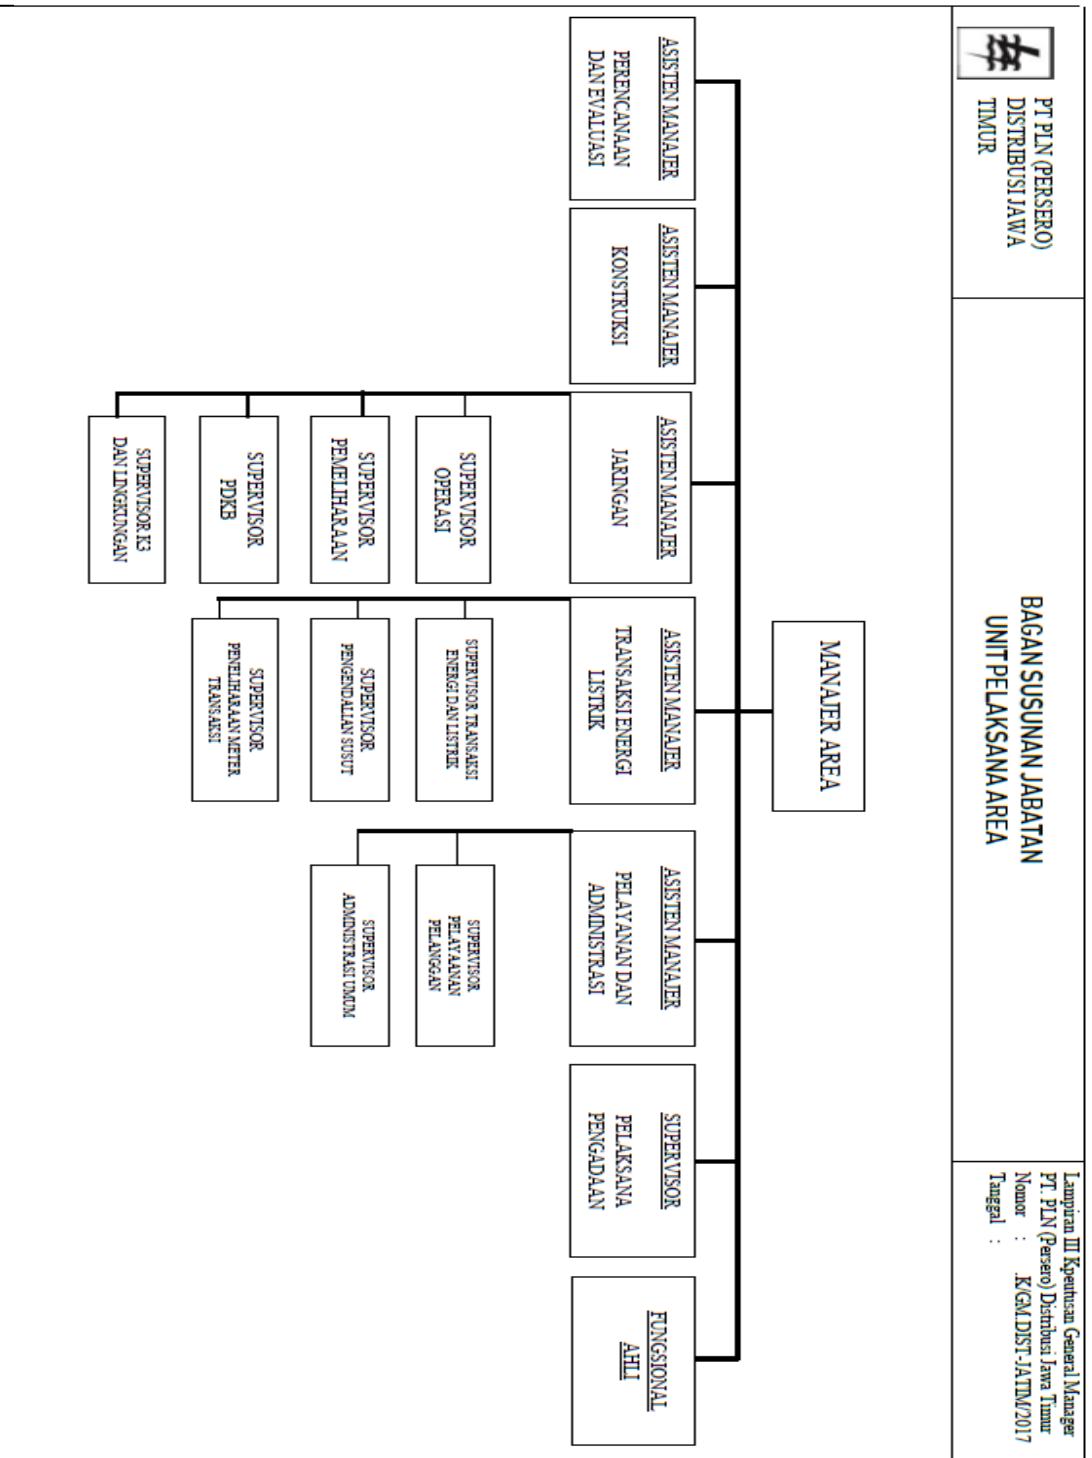 PT PLN (PERSERO)
DISTRIBUSI JAWA
TIMUR
BAGAN SUSUNAN JABATAN
UNIT PELAKSANA AREA
Lampiran III Kpeutusan General Manager
PT. PLN (Persero) Distribusi Jawa Timur
Nomor : .K/GM.DIST-JATIM/2017
Tanggal :
MANAJER AREA
ASISTEN MANAJER
PERENCANAAN
DAN EVALUASI
ASISTEN MANAJER
KONSTRUKSI
ASISTEN MANAJER
JARINGAN
ASISTEN MANAJER
TRANSAKSI ENERGI
LISTRIK
ASISTEN MANAJER
PELAYANAN DAN
ADMINISTRASI
SUPERVISOR
PELAKSANA
PENGADAAN
FUNGSIONAL
AHLI
SUPERVISOR
OPERASI
SUPERVISOR
PEMELIHARAAN
SUPERVISOR
PDKB
SUPERVISOR K3
DAN LINGKUNGAN
SUPERVISOR TRANSAKSI
ENERGI DAN LISTRIK
SUPERVISOR
PENGENDALIAN SUSUT
SUPERVISOR
PENELIHARAAN METER
TRANSAKSI
SUPERVISOR
PELAYAANAN
PELANGGAN
SUPERVISOR
ADMINISTRASI UMUM